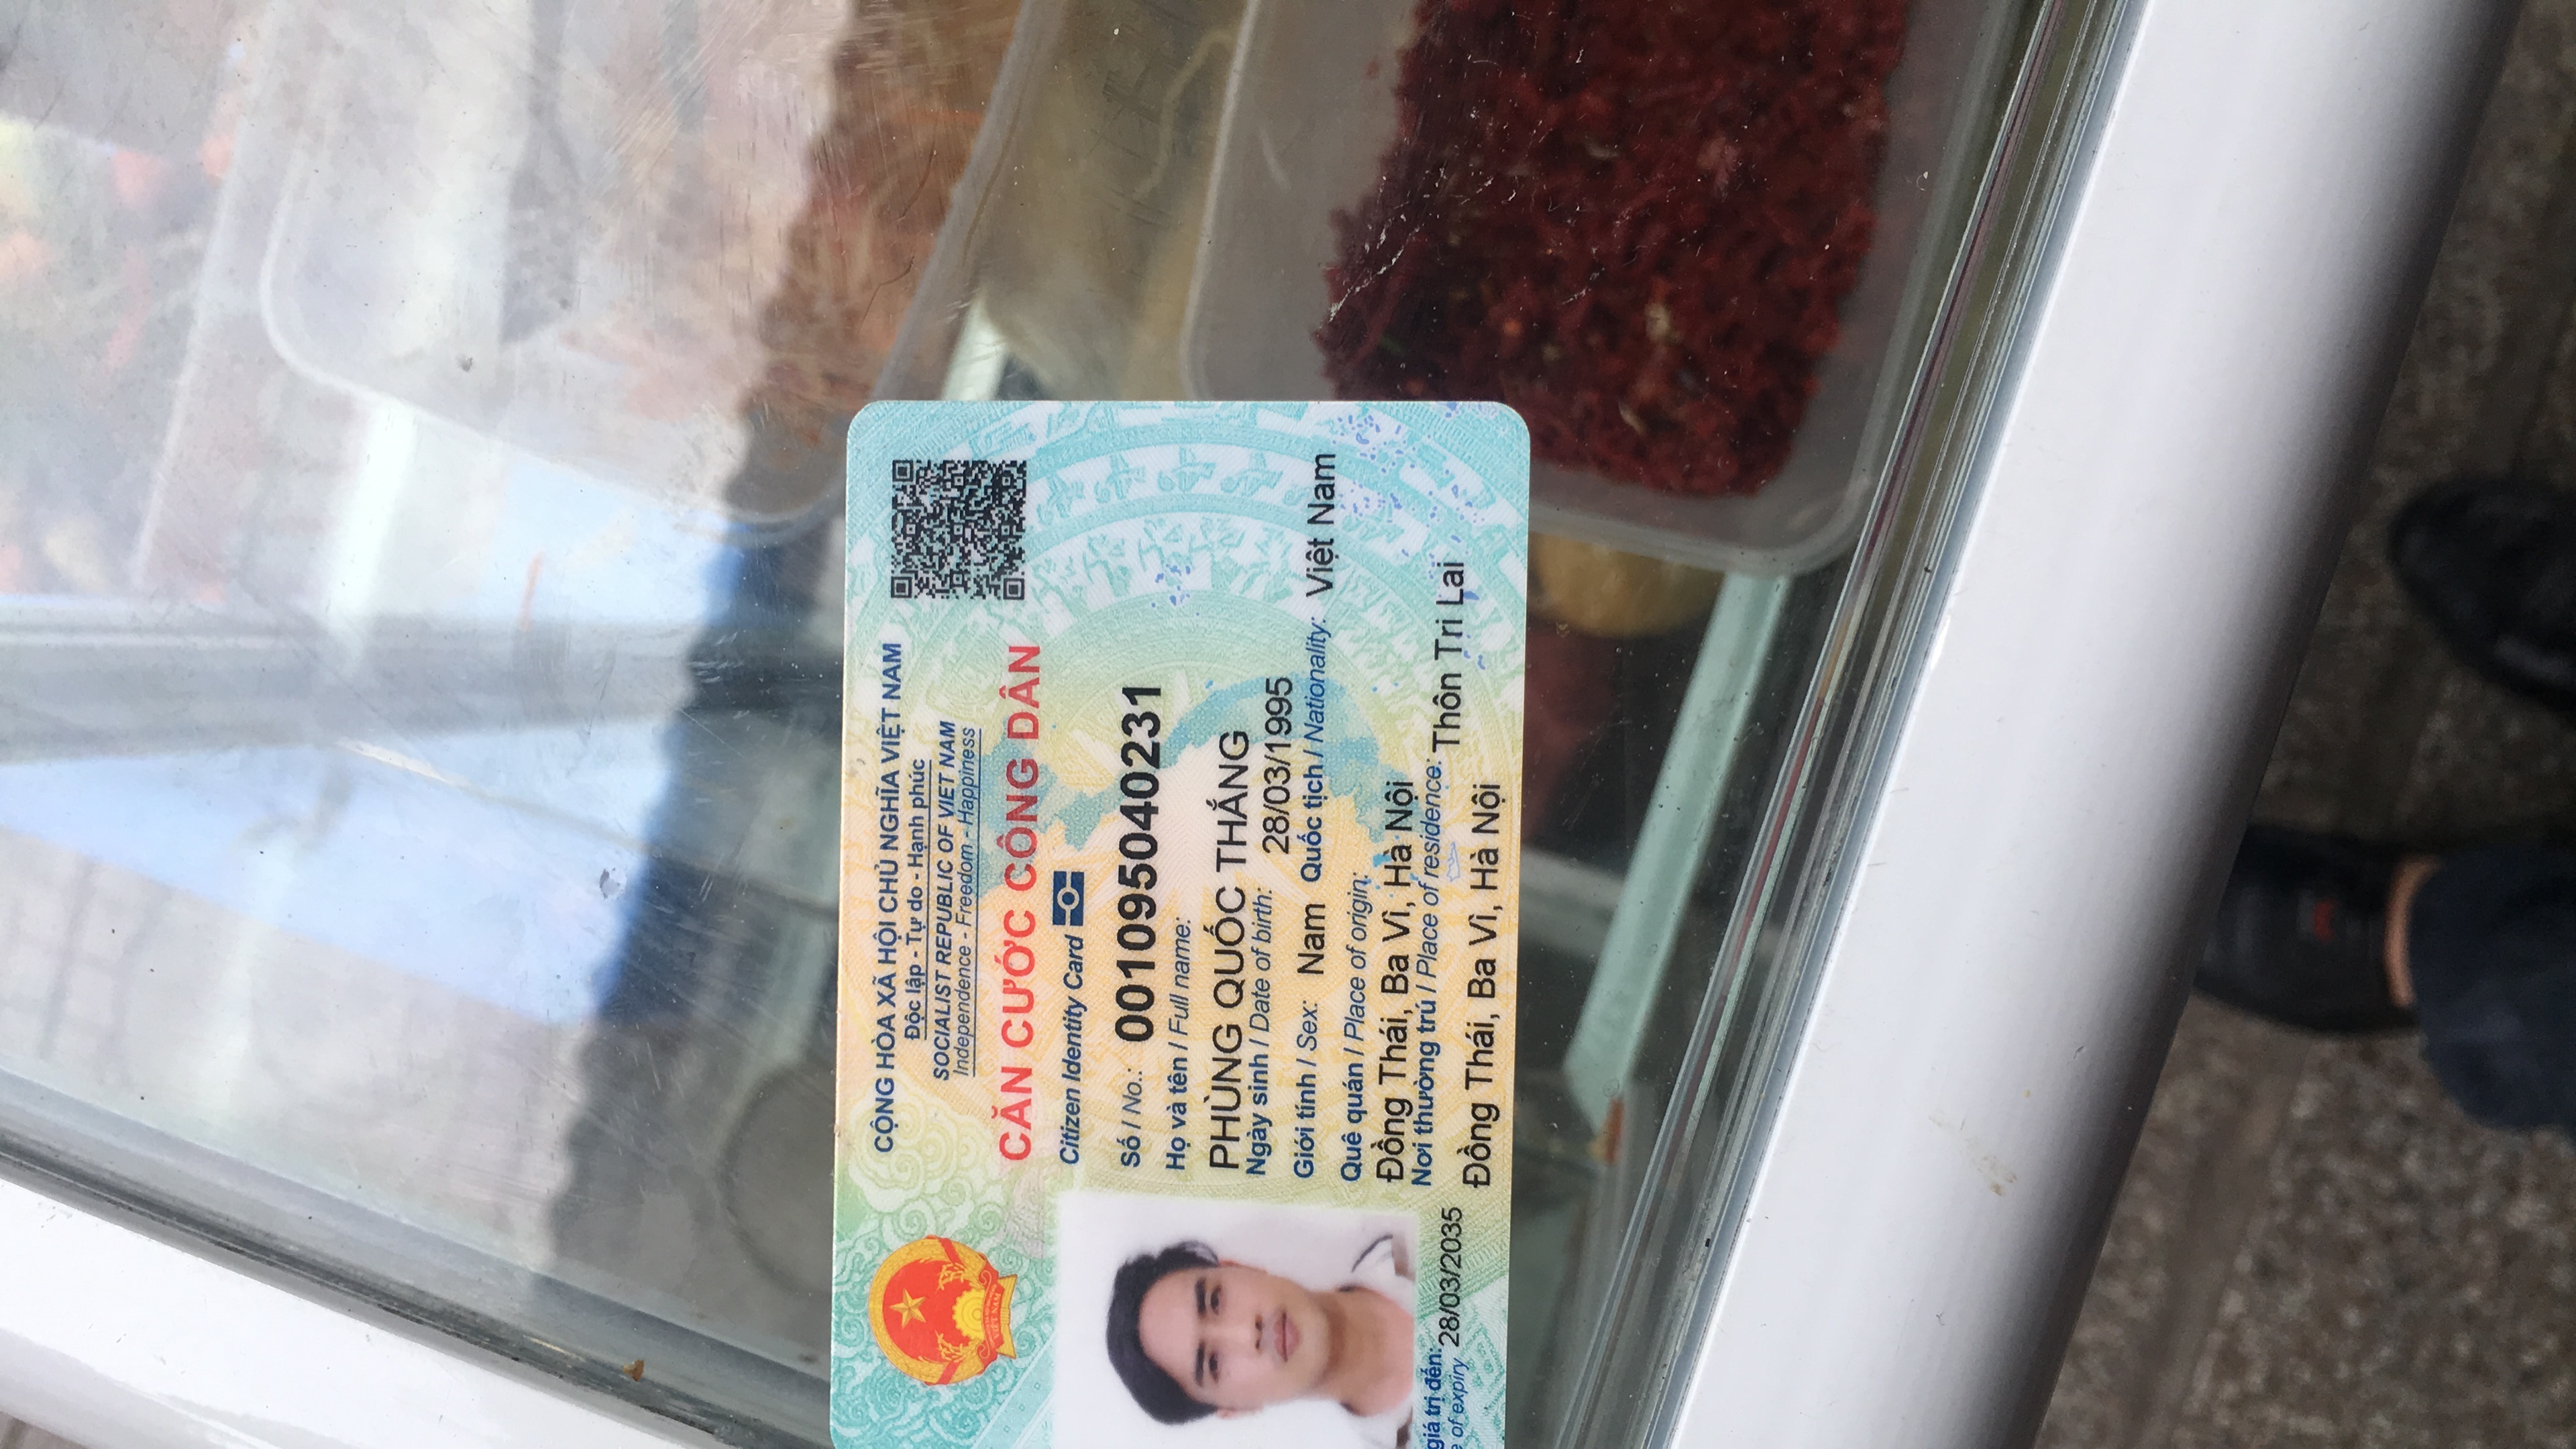 CỘNG HÒA XÃ HỘI CHỦ NGHĨA VIỆT NAM
Độc lập - Tự do - Hạnh phúc
SOCIALIST REPUBLIC OF VIET NAM
Independence - Freedom - Happiness
CĂN CƯỚC CÔNG DÂN
Citizen Identity Card
Số / No.: 001095040231
Họ và tên / Full name:
PHÙNG QUỐC THẮNG
Ngày sinh / Date of birth: 28/03/1995
Giới tính / Sex: Nam Quốc tịch / Nationality: Việt Nam
Quê quán / Place of origin:
Đồng Thái, Ba Vì, Hà Nội
Nơi thường trú / Place of residence: Thôn Tri Lai
Đồng Thái, Ba Vì, Hà Nội
giá trị đến: 28/03/2035
of expiry
VIỆT NAM